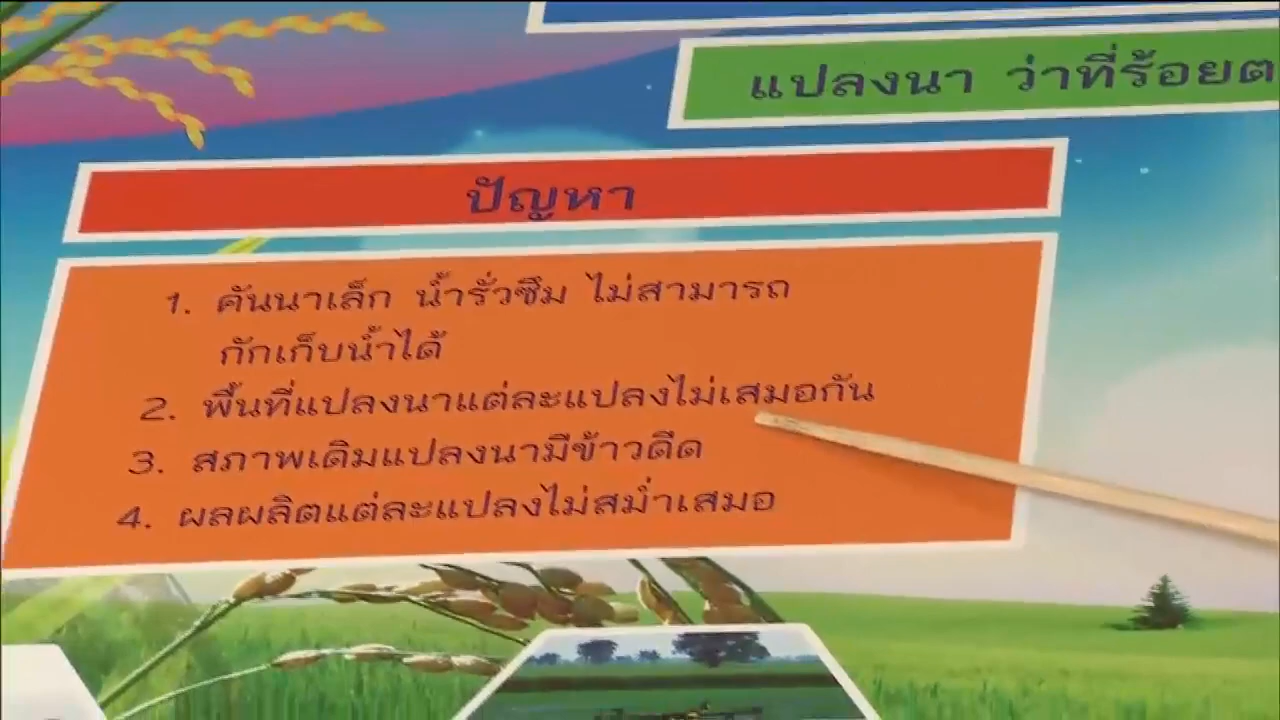 แปลงนา ว่าที่ร้อยต
ปัญหา
1. คันนาเล็ก น้ำรั่วซึม ไม่สามารถ
กักเก็บน้ำได้
2. พื้นที่แปลงนาแต่ละแปลงไม่เสมอกัน
3. สภาพเดิมแปลงนามีข้าวดีด
4. ผลผลิตแต่ละแปลงไม่สม่ำเสมอ